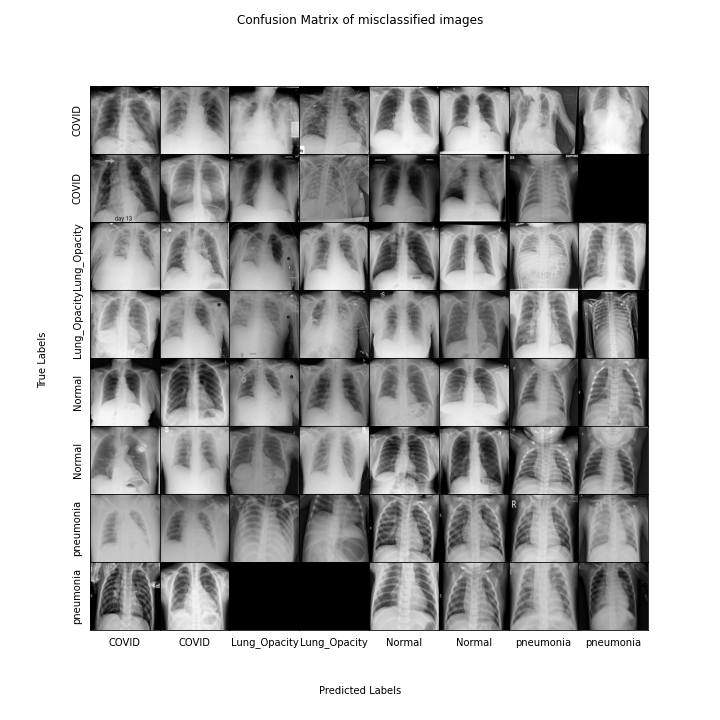 Confusion Matrix of misclassified images
COVID
COVID
day 13
Lung_Opacity
Lung_Opacity
True Labels
Normal
Normal
pneumonia
R
pneumonia
COVID COVID Lung_Opacity Lung_Opacity Normal Normal pneumonia pneumonia
Predicted Labels